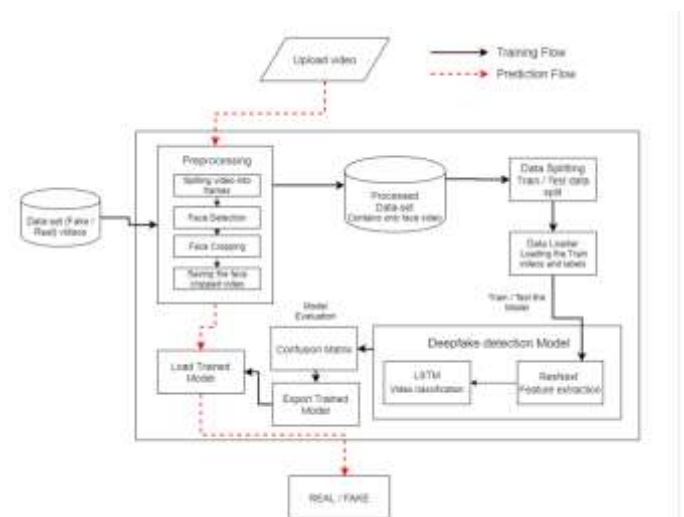 Upload video
Training Flow
Prediction Flow
Preprocessing
Splitting video into
frames
Face Detection
Face Cropping
Saving the face
cropped video
Data set (Fake /
Real) videos
Processed
Data-set
Contains only face video
Data Splitting
Train / Test data
split
Data Loader
Loading the Train
videos and labels
Train / Test the
Model
Model
Evaluation
Confusion Matrix
Export Trained
Model
Load Trained
Model
Deepfake detection Model
LSTM
Video classification
ResNext
Feature extraction
REAL / FAKE